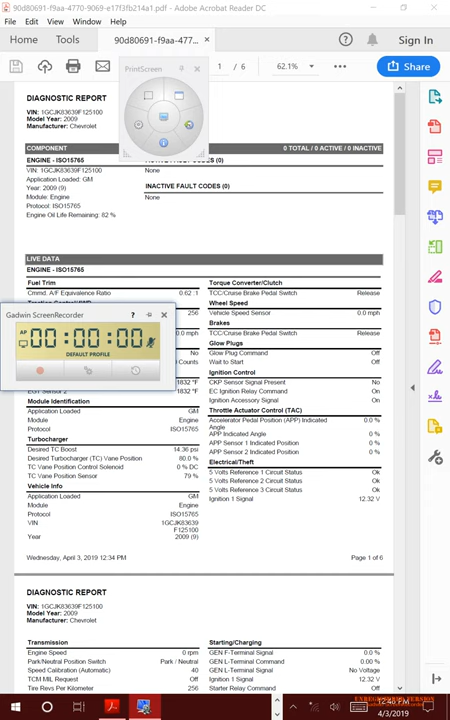 90d80691-f9a4-4770-9069-e17f3fb214a1.pdf - Adobe Acrobat Reader DC
File Edit View Window Help
Home Tools 90d80691-f9a4-477... × Sign In
1 / 6 62.1% Share
PrintScreen
DIAGNOSTIC REPORT
VIN: 1GCJK83639F125100
Model Year: 2009
Manufacturer: Chevrolet
COMPONENT 0 TOTAL / 0 ACTIVE / 0 INACTIVE
ENGINE - ISO15765
VIN: 1GCJK83639F125100
Application Loaded: GM
Year: 2009 (9)
Module: Engine
Protocol: ISO15765
Engine Oil Life Remaining: 82 %
ACTIVE FAULT CODES (0)
None
INACTIVE FAULT CODES (0)
None
LIVE DATA
ENGINE - ISO15765
Fuel Trim
Cmmd. A/F Equivalence Ratio 0.62 :1
256
0.0 mph
Gadwin ScreenRecorder ?
AP 00:00:00
DEFAULT PROFILE
No
0 Counts
1832 °F
EGT Sensor 2 1832 °F
Module Identification
Application Loaded GM
Module Engine
Protocol ISO15765
Turbocharger
Desired TC Boost 14.36 psi
Desired Turbocharger (TC) Vane Position 80.0 %
TC Vane Position Control Solenoid 0 % DC
TC Vane Position Sensor 79 %
Vehicle Info
Application Loaded GM
Module Engine
Protocol ISO15765
VIN 1GCJK83639
F125100
Year 2009 (9)
Torque Converter/Clutch
TCC/Cruise Brake Pedal Switch Release
Wheel Speed
Vehicle Speed Sensor 0.0 mph
Brakes
TCC/Cruise Brake Pedal Switch Release
Glow Plugs
Glow Plug Command Off
Wait to Start Off
Ignition Control
CKP Sensor Signal Present No
EC Ignition Relay Command On
Ignition Accessory Signal On
Throttle Actuator Control (TAC)
Accelerator Pedal Position (APP) Indicated 0.0 %
Angle
APP Indicated Angle 0 %
APP Sensor 1 Indicated Position 0 %
APP Sensor 2 Indicated Position 0 %
Electrical/Theft
5 Volts Reference 1 Circuit Status Ok
5 Volts Reference 2 Circuit Status Ok
5 Volts Reference 3 Circuit Status Ok
Ignition 1 Signal 12.32 V
Wednesday, April 3, 2019 12:34 PM Page 1 of 6
DIAGNOSTIC REPORT
VIN: 1GCJK83639F125100
Model Year: 2009
Manufacturer: Chevrolet
Transmission
Engine Speed 0 rpm
Park/Neutral Position Switch Park / Neutral
Speed Calibration (Automatic) 40
TCM MIL Request Off
Tire Revs Per Kilometer 256
Starting/Charging
GEN F-Terminal Signal 0.0 %
GEN L-Terminal Command 0.00 %
GEN L-Terminal Signal No Voltage
Ignition 1 Signal 12.32 V
Starter Relay Command Off
UNREGISTERED VERSION
12:46 PM
4/3/2019